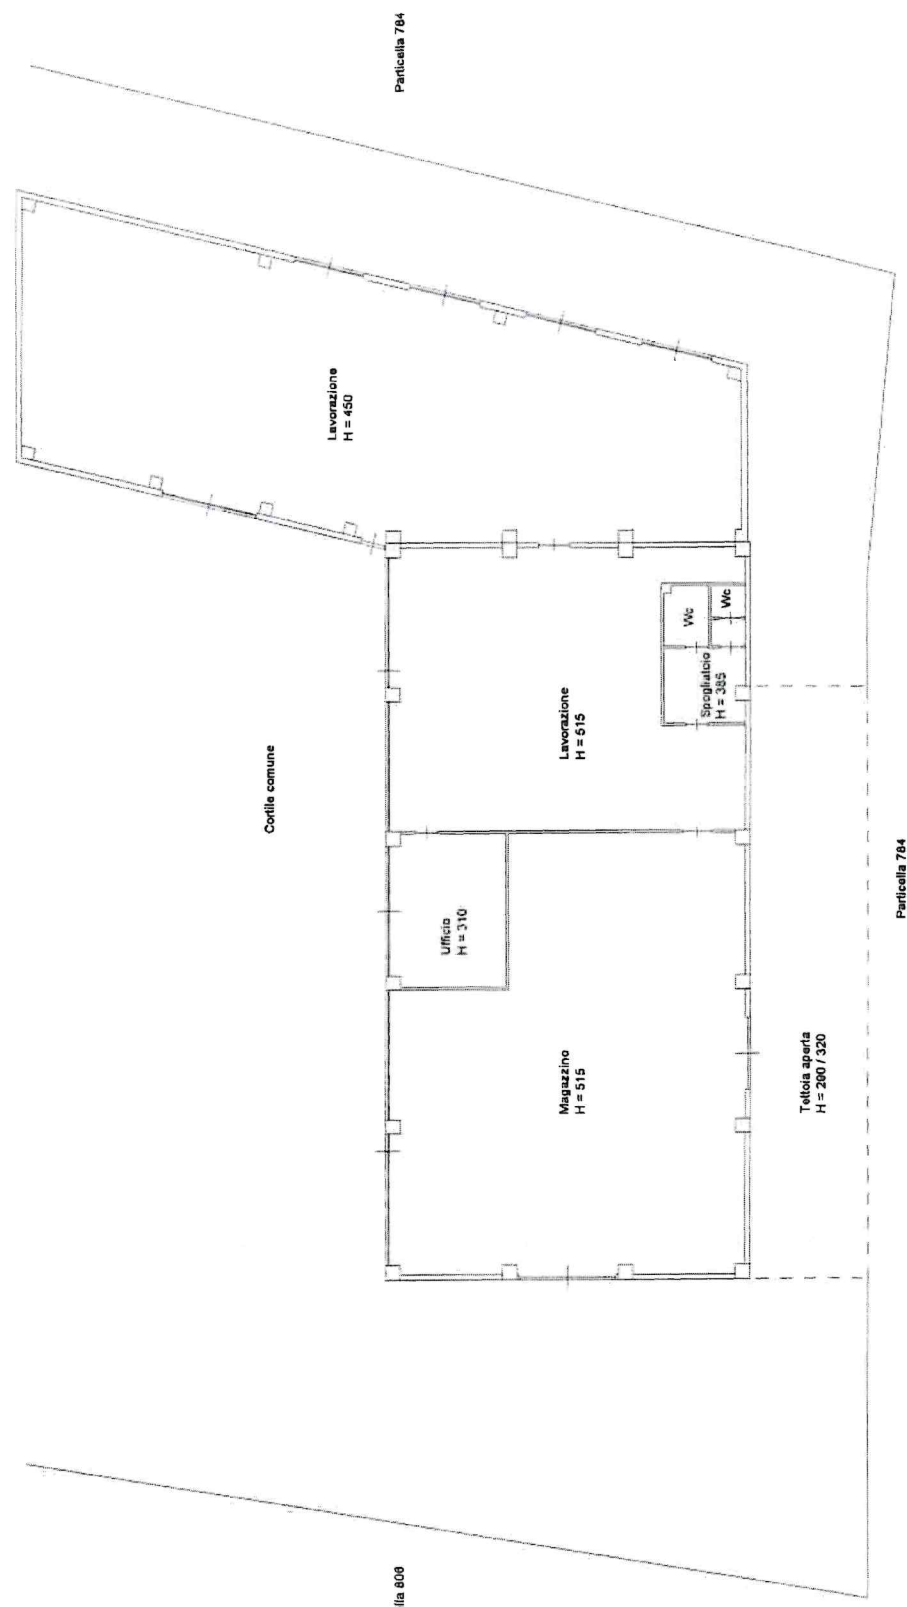 Particella 784
Lavorazione
H = 450
Wc
Wc
Spogliatoio
H = 385
Lavorazione
H = 515
Cortile comune
Ufficio
H = 310
Magazzino
H = 515
Tettoia aperta
H = 290 / 320
Particella 784
lla 806